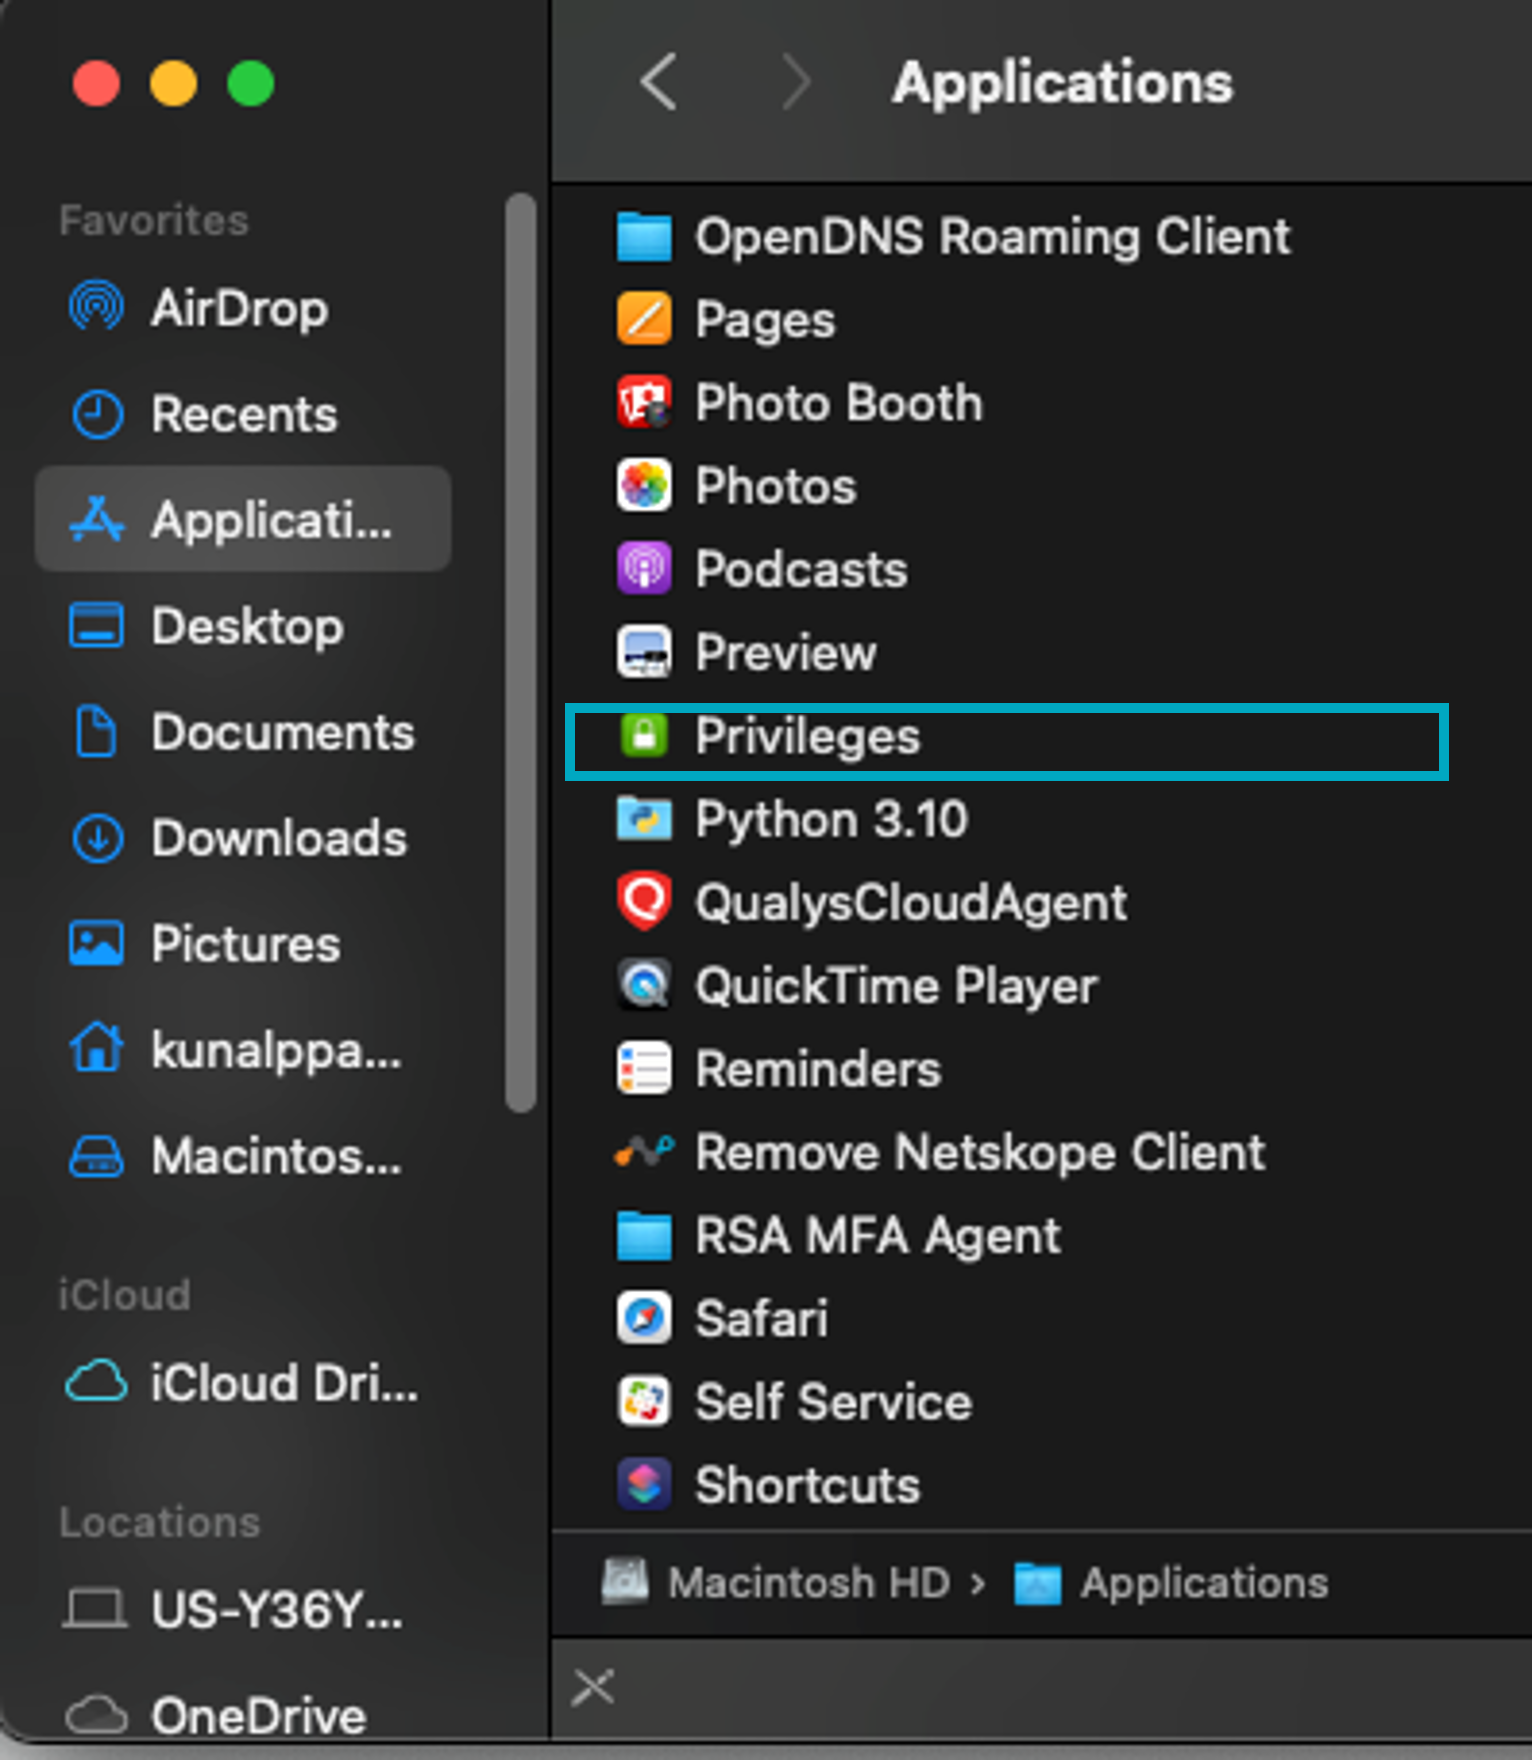 Favorites
AirDrop
Recents
Applicati...
Desktop
Documents
Downloads
Pictures
kunalppa...
Macintos...
iCloud
iCloud Dri...
Locations
US-Y36Y...
OneDrive
Applications
OpenDNS Roaming Client
Pages
Photo Booth
Photos
Podcasts
Preview
Privileges
Python 3.10
QualysCloudAgent
QuickTime Player
Reminders
Remove Netskope Client
RSA MFA Agent
Safari
Self Service
Shortcuts
Macintosh HD › Applications